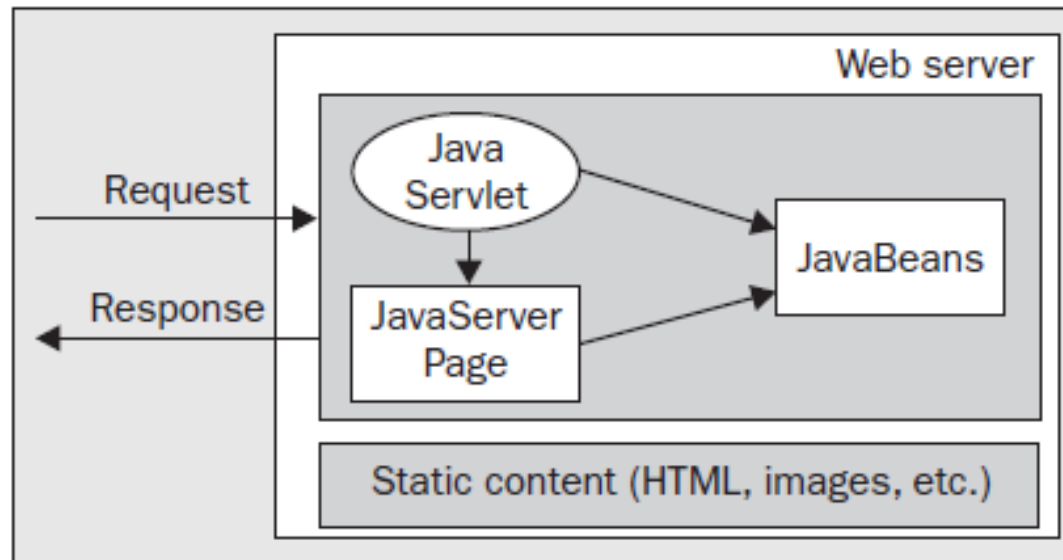 Web server
Java
Servlet
Request
JavaBeans
Response
JavaServer
Page
Static content (HTML, images, etc.)